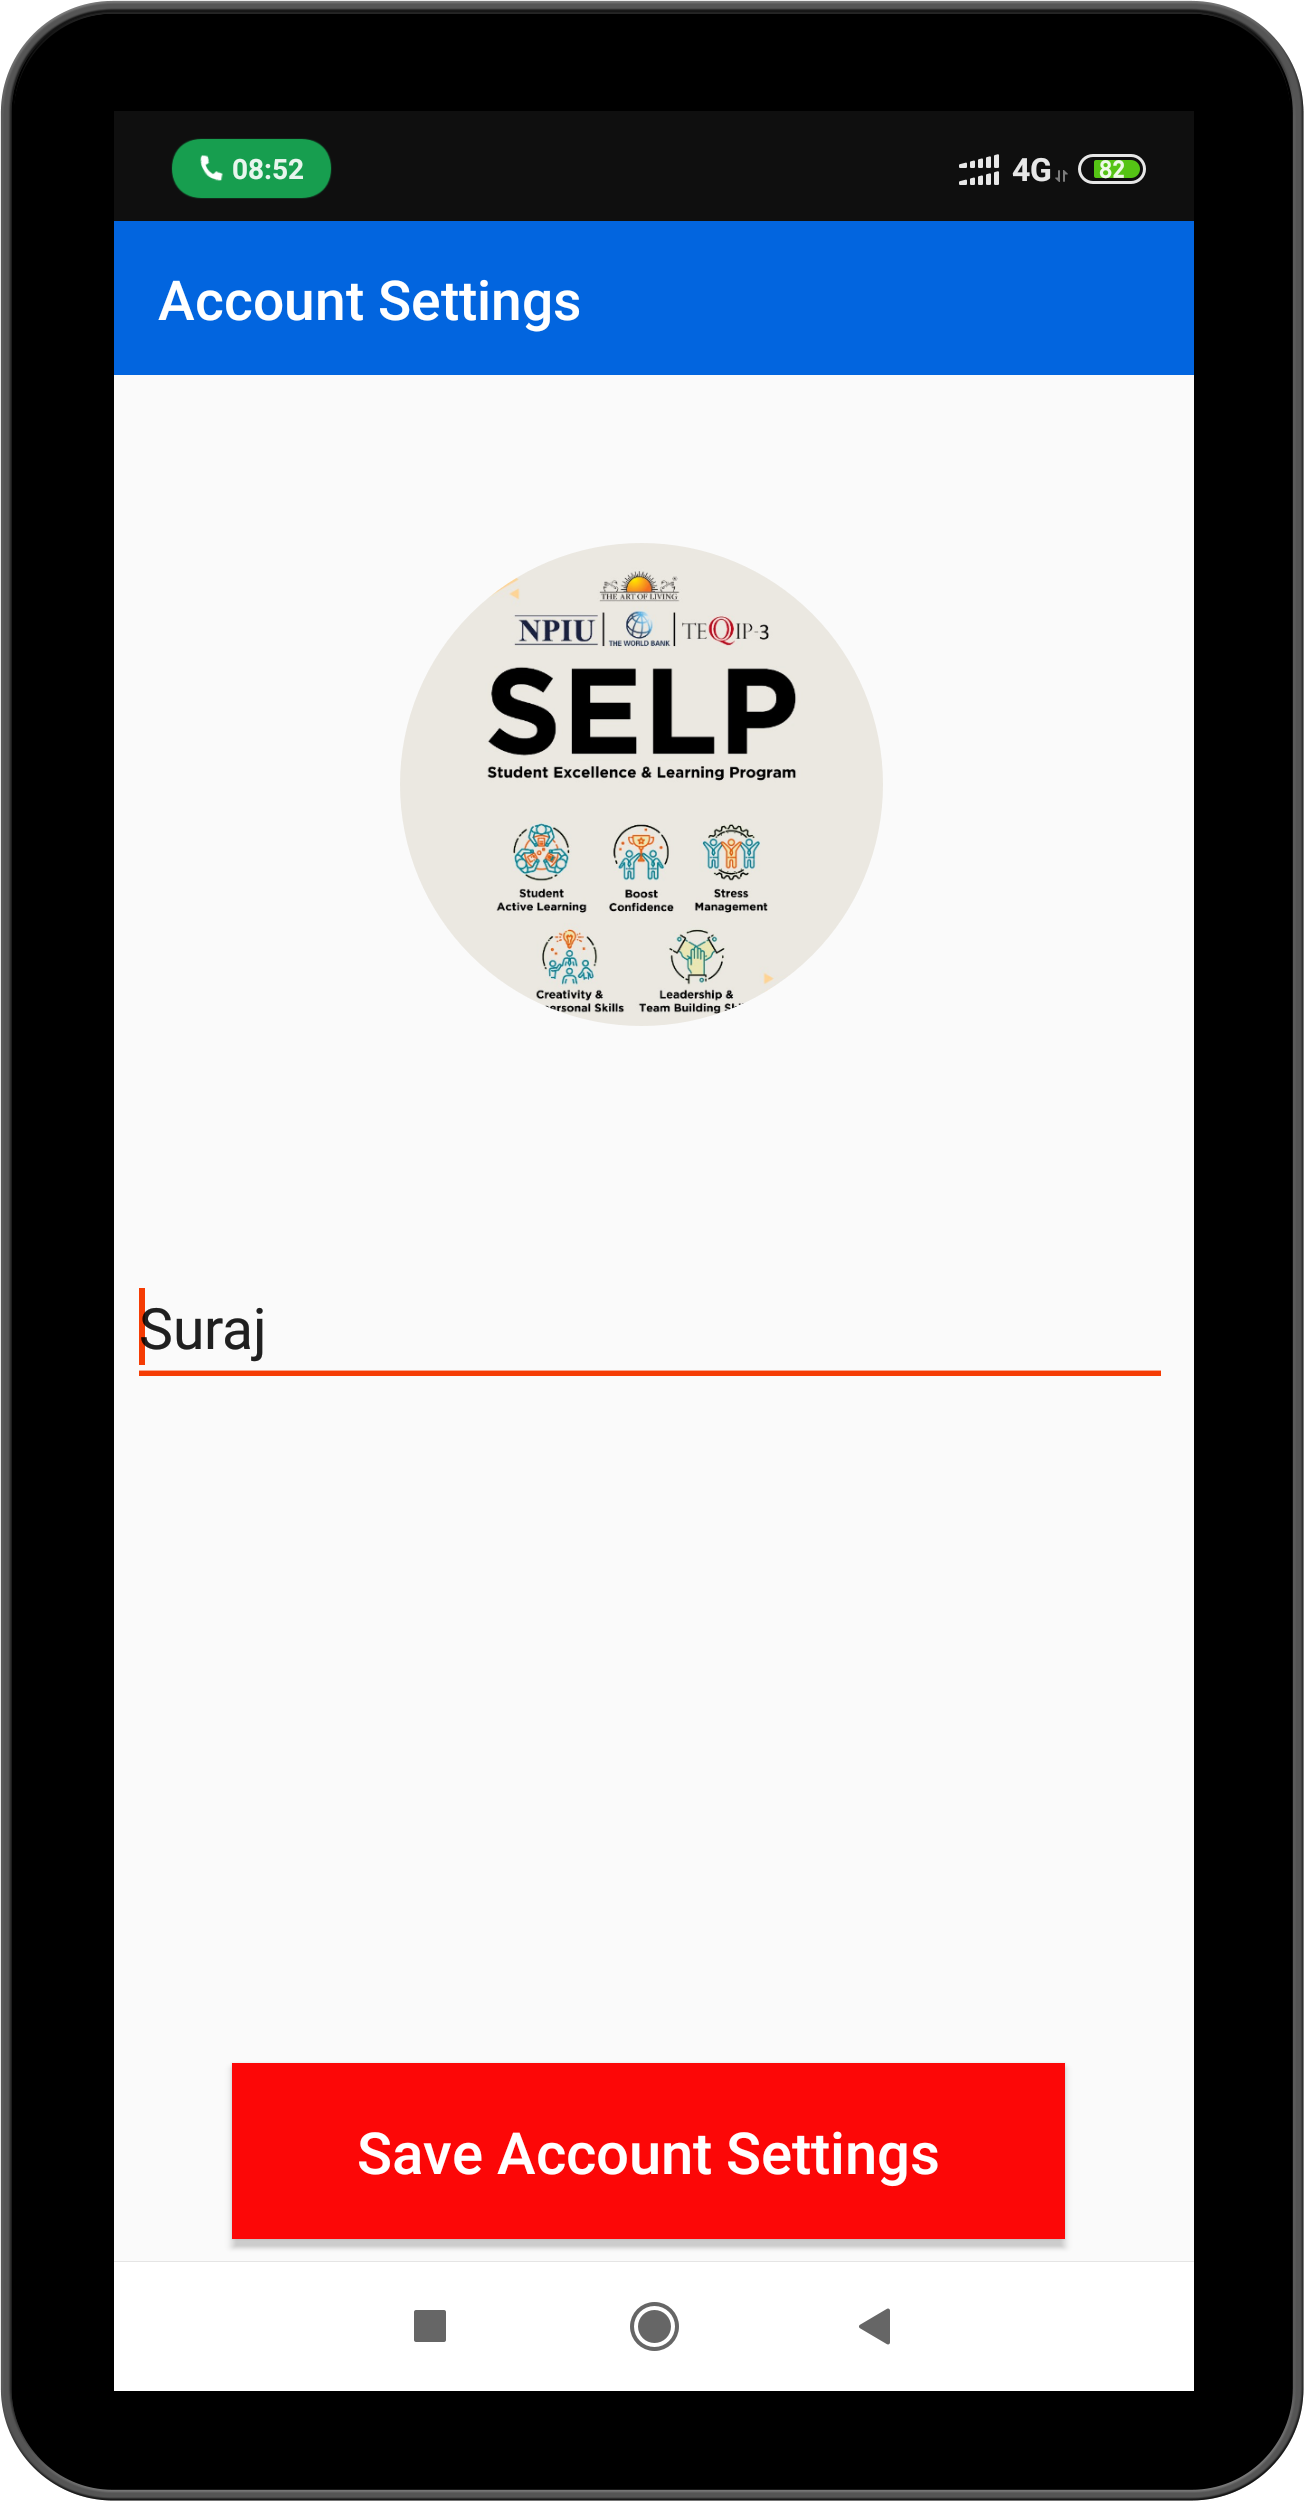 08:52
4G 82
Account Settings
THE ART OF LIVING
NPIU THE WORLD BANK TEQIP-3
SELP
Student Excellence & Learning Program
Student Boost Stress
Active Learning Confidence Management
Creativity & Leadership &
ersonal Skills Team Building Ski
Suraj
Save Account Settings